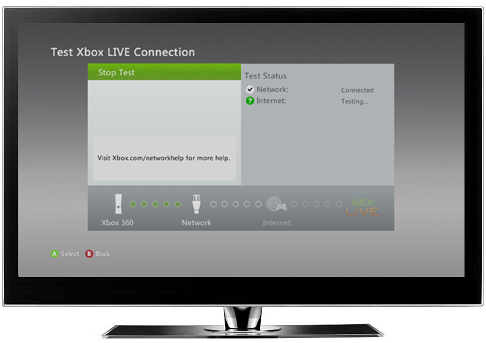 Test Xbox LIVE Connection
Stop Test
Test Status
Network: Connected
Internet: Testing...
Visit Xbox.com/networkhelp for more help.
XBOX
LIVE
Xbox 360 Network Internet
A Select B Back